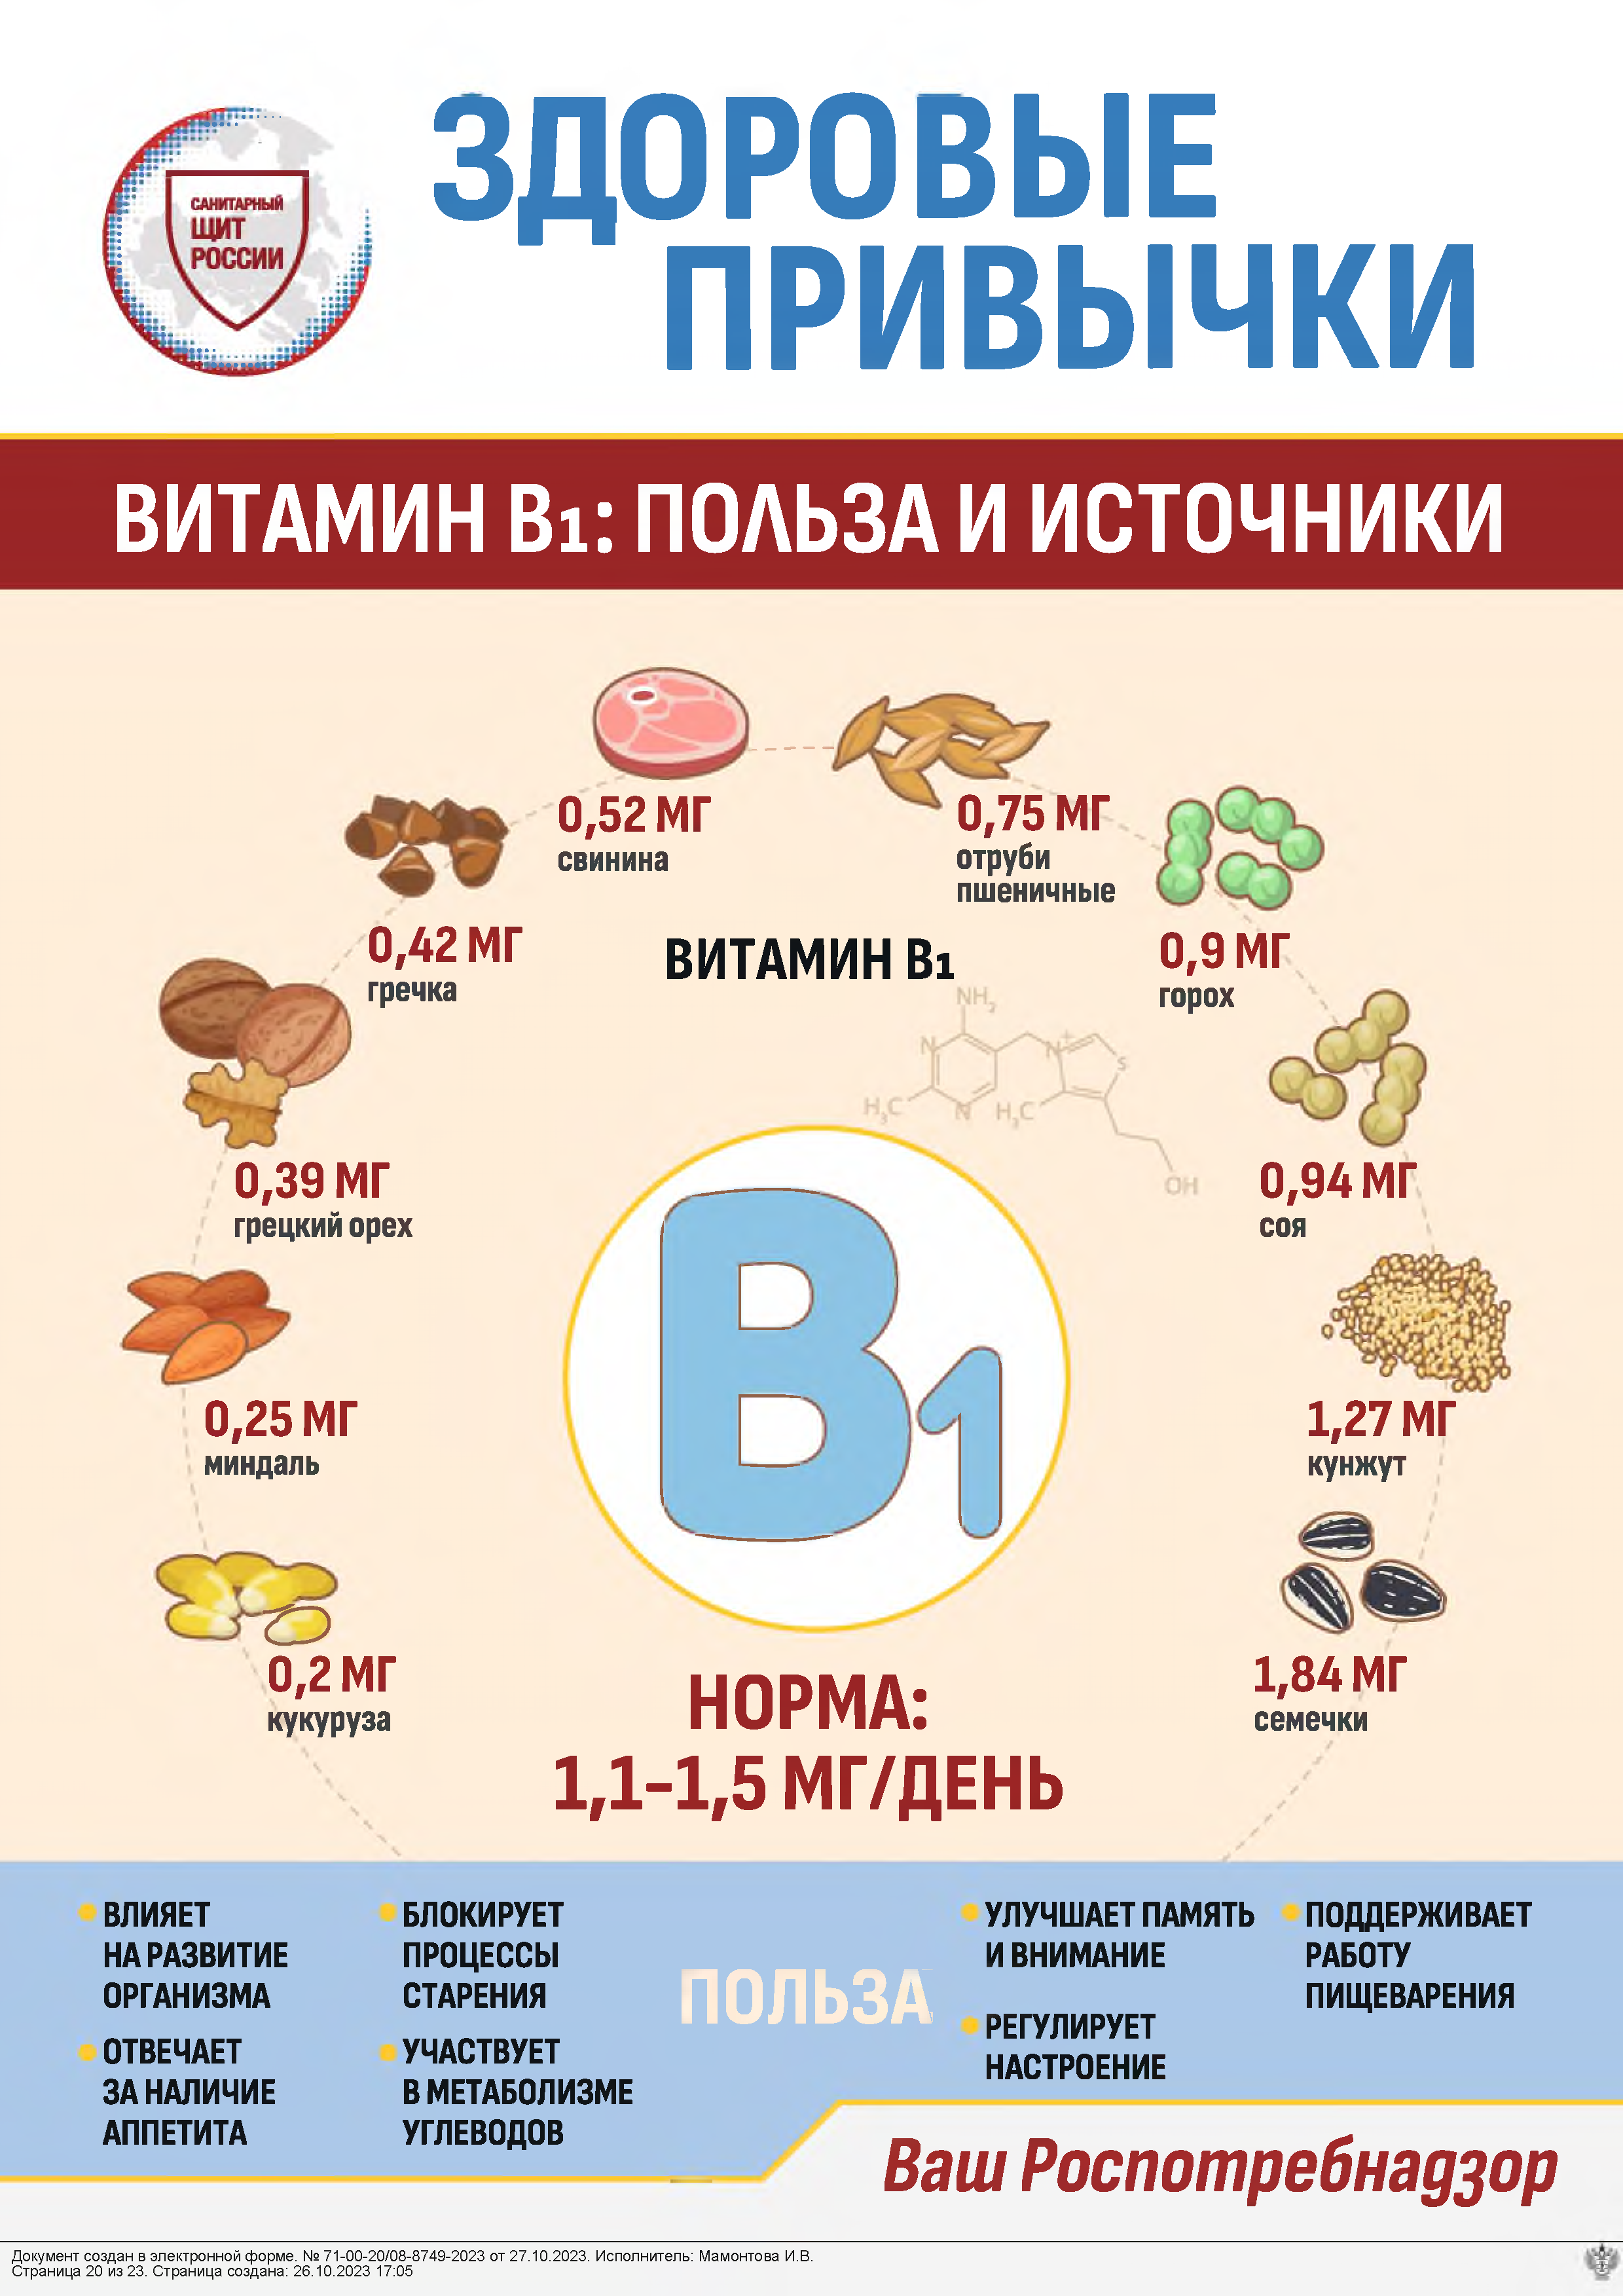 САНИТАРНЫЙ
ЩИТ
РОССИИ
ЗДОРОВЫЕ
ПРИВЫЧКИ
ВИТАМИН В1: ПОЛЬЗА И ИСТОЧНИКИ
0,52 МГ
свинина
0,75 МГ
отруби
пшеничные
0,42 МГ
гречка
ВИТАМИН В1
0,9 МГ
горох
NH2
N
N+
S
H3C
N
H3C
OH
0,39 МГ
грецкий орех
0,94 МГ
соя
B1
0,25 МГ
миндаль
1,27 МГ
кунжут
0,2 МГ
кукуруза
1,84 МГ
семечки
НОРМА:
1,1–1,5 МГ/ДЕНЬ
ВЛИЯЕТ
НА РАЗВИТИЕ
ОРГАНИЗМА
ОТВЕЧАЕТ
ЗА НАЛИЧИЕ
АППЕТИТА
БЛОКИРУЕТ
ПРОЦЕССЫ
СТАРЕНИЯ
УЧАСТВУЕТ
В МЕТАБОЛИЗМЕ
УГЛЕВОДОВ
ПОЛЬЗА
УЛУЧШАЕТ ПАМЯТЬ
И ВНИМАНИЕ
РЕГУЛИРУЕТ
НАСТРОЕНИЕ
ПОДДЕРЖИВАЕТ
РАБОТУ
ПИЩЕВАРЕНИЯ
Ваш Роспотребнадзор
Документ создан в электронной форме. № 71-00-20/08-8749-2023 от 27.10.2023. Исполнитель: Мамонтова И.В.
Страница 20 из 23. Страница создана: 26.10.2023 17:05